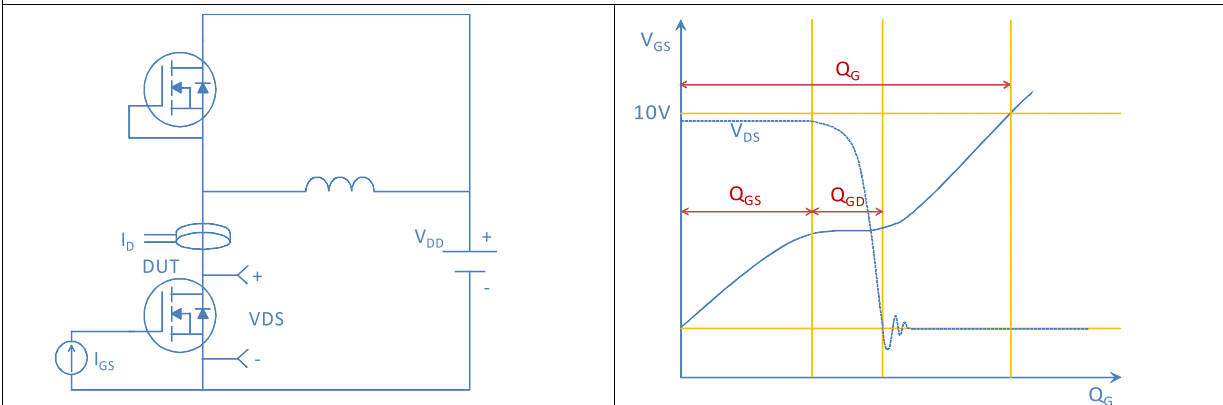 I_D
DUT
+
VDS
-
I_GS
V_DD
+
-
V_GS
Q_G
10V
V_DS
Q_GS
Q_GD
Q_G